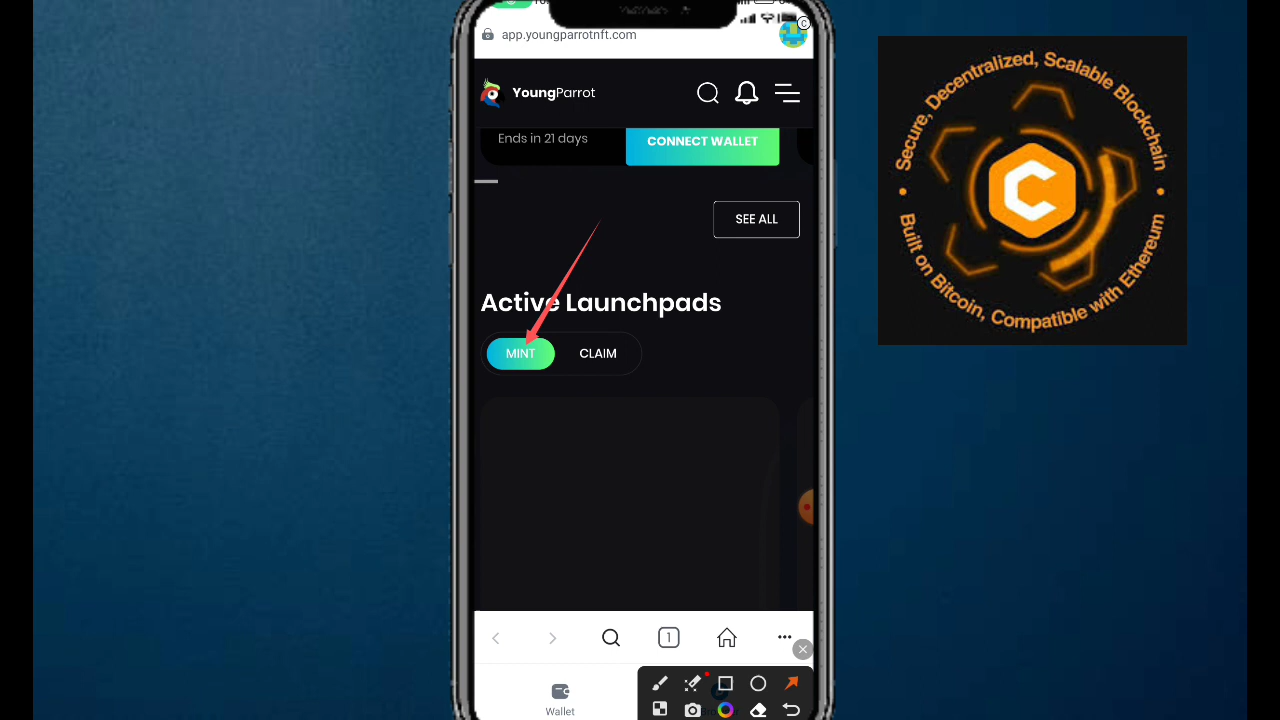 app.youngparrotnft.com
C
YoungParrot
Ends in 21 days
CONNECT WALLET
SEE ALL
Active Launchpads
MINT
CLAIM
1
Wallet
Secure, Decentralized, Scalable Blockchain
Built on Bitcoin, Compatible with Ethereum